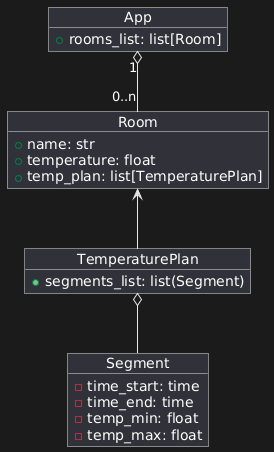 App
rooms_list: list[Room]
1
0..n
Room
name: str
temperature: float
temp_plan: list[TemperaturePlan]
TemperaturePlan
segments_list: list(Segment)
Segment
time_start: time
time_end: time
temp_min: float
temp_max: float